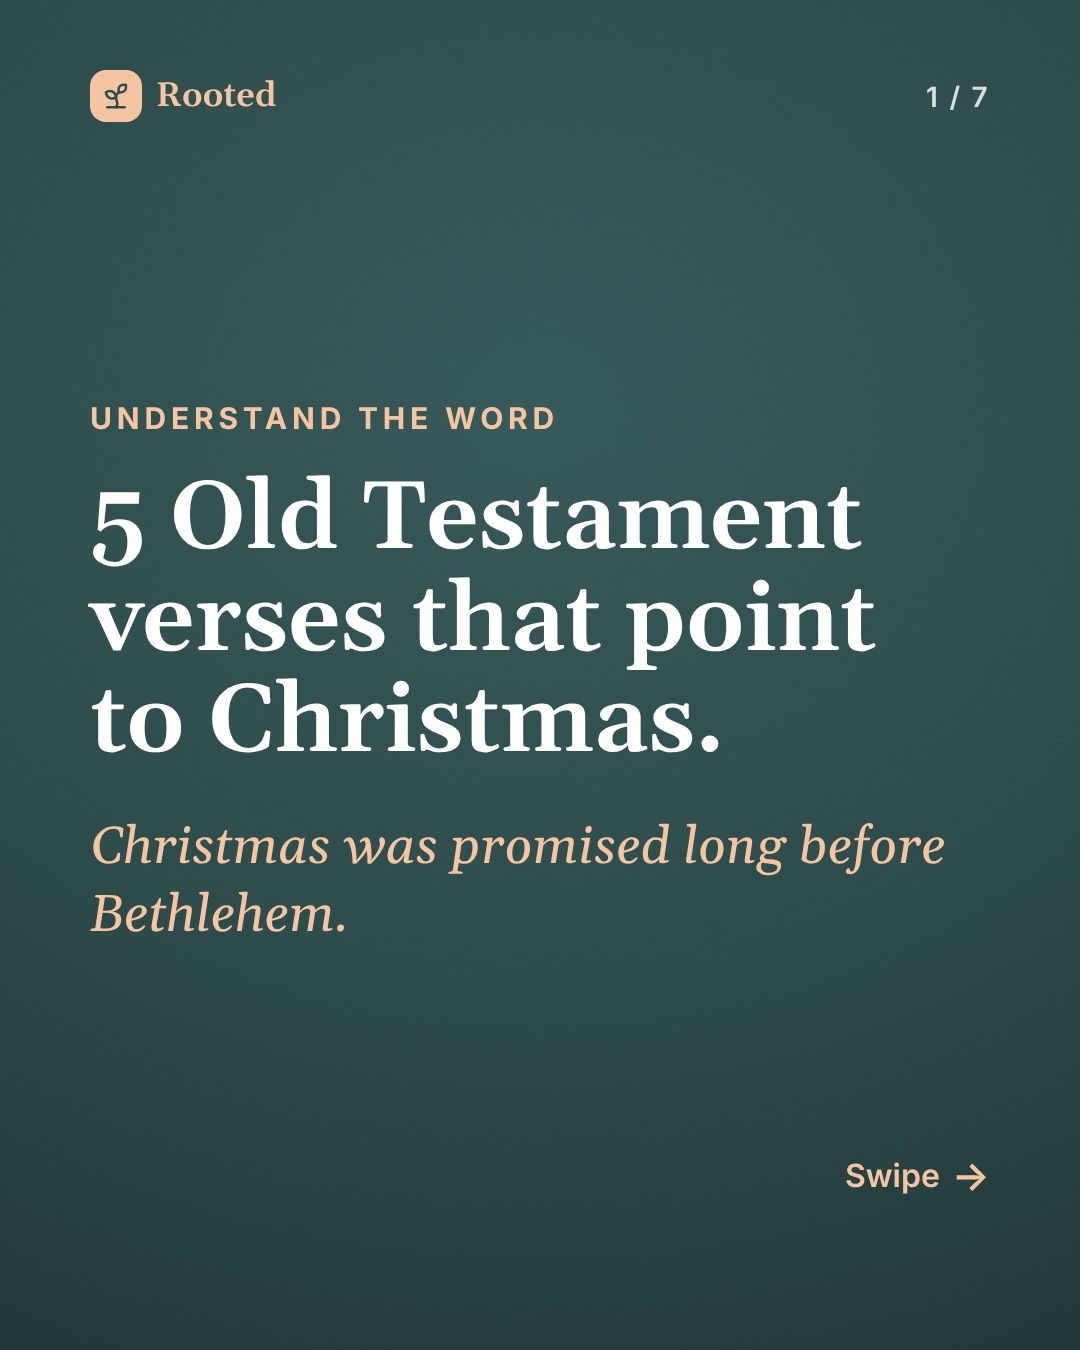 Rooted
1 / 7
UNDERSTAND THE WORD
5 Old Testament
verses that point
to Christmas.
Christmas was promised long before
Bethlehem.
Swipe →